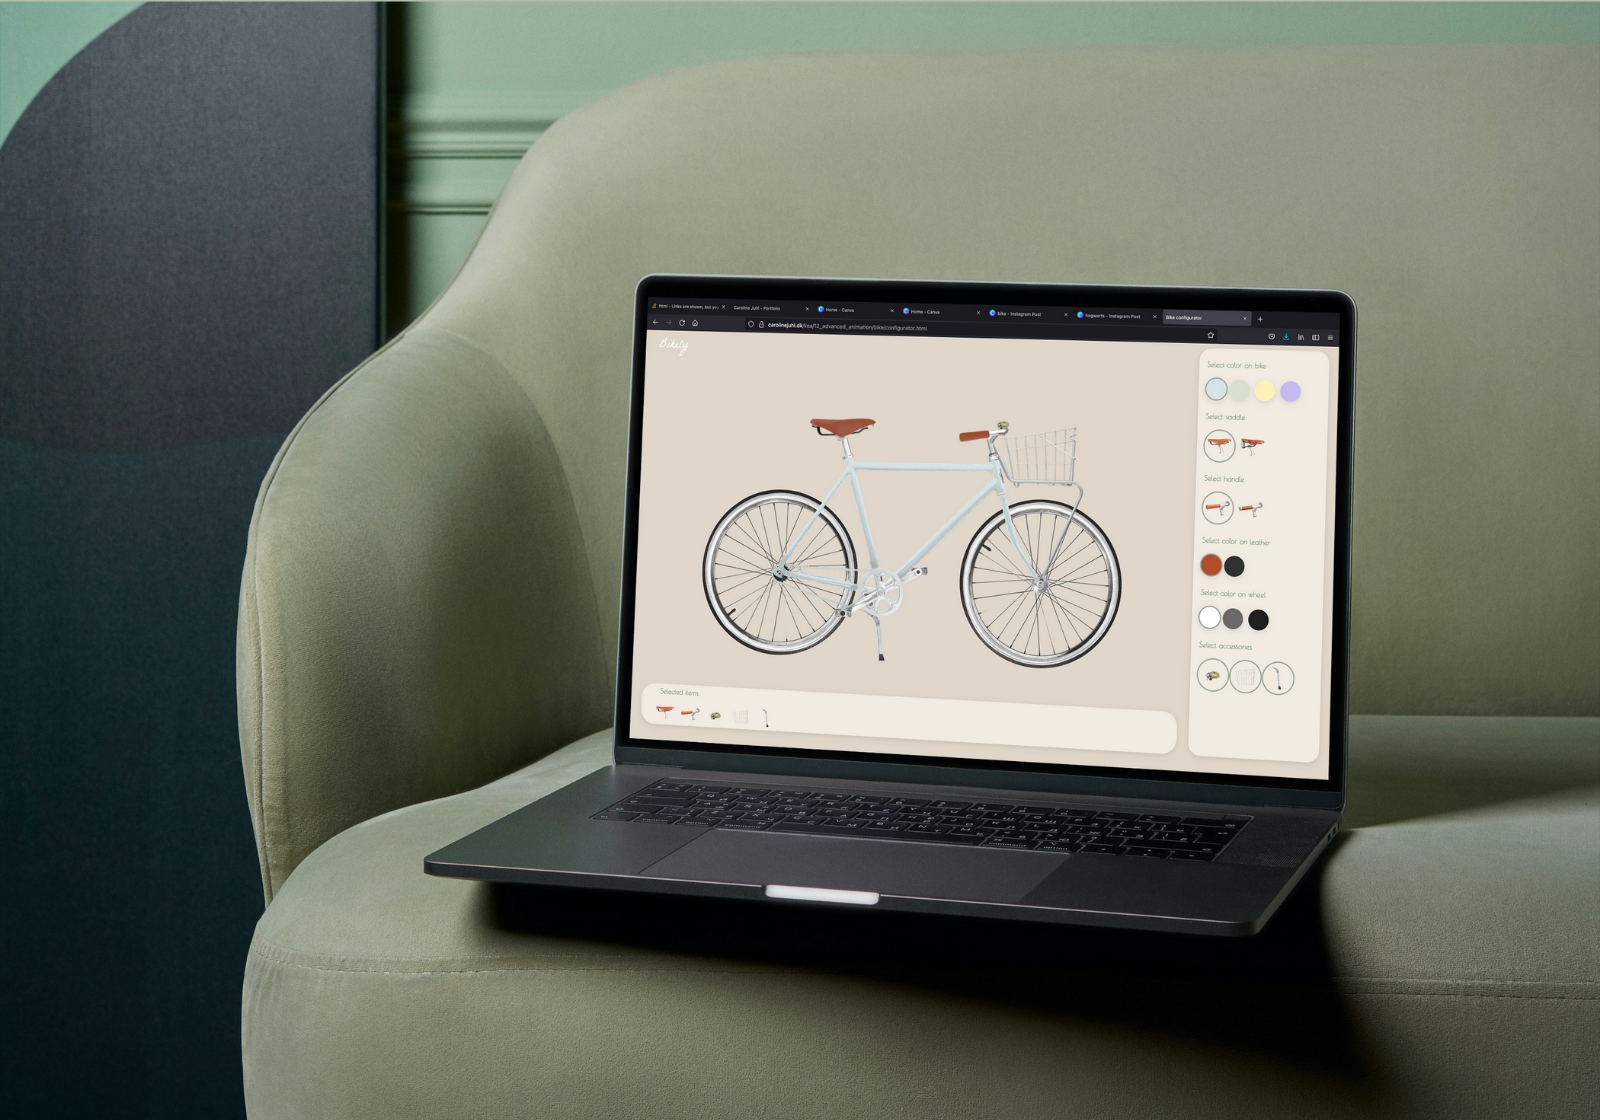 html - Links are shown, but yo
Caroline Juhl – Portfolio
Home - Canva
Home - Canva
bike - Instagram Post
hogwarts - Instagram Post
Bike configurator
carolinejuhl.dk/kea/12_advanced_animation/bike/configurator.html
Bikely
Select color on bike
Select saddle
Select handle
Select color on leather
Select color on wheel
Select accessories
Selected items